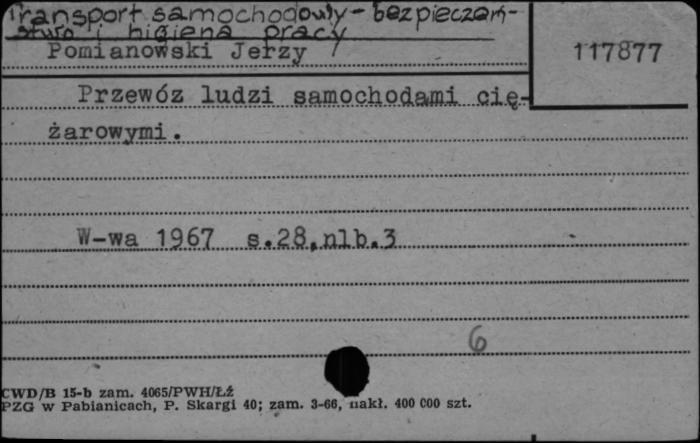 Transport samochodowy - bezpieczeń-
stwo i higiena pracy
Pomianowski Jerzy
117877
Przewóz ludzi samochodami cię-
żarowymi.
W-wa 1967 s.28,nlb.3
6
CWD/B 15-b zam. 4065/PWH/Łź
PZG w Pabianicach, P. Skargi 40; zam. 3-66, nakł. 400 000 szt.